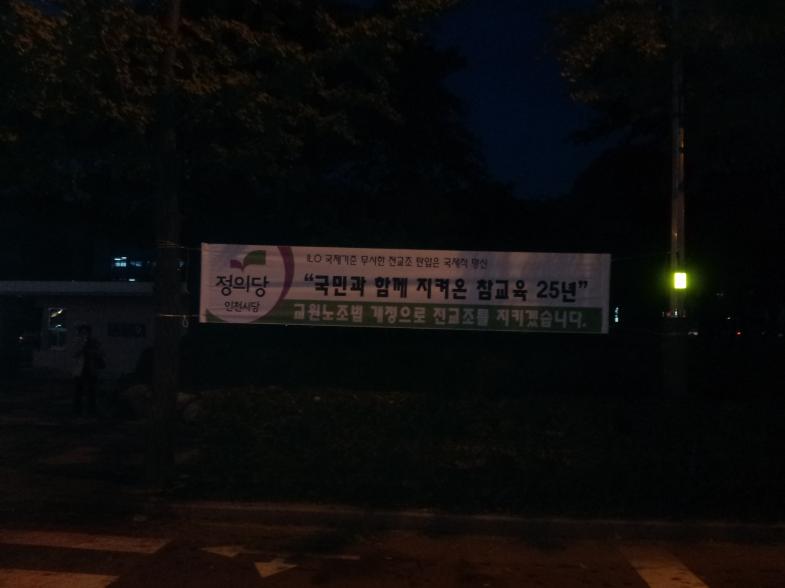 정의당
인천시당
ILO 국제기준 무시한 전교조 탄압은 국제적 망신
“국민과 함께 지켜온 참교육 25년”
교원노조법 개정으로 전교조를 지키겠습니다.